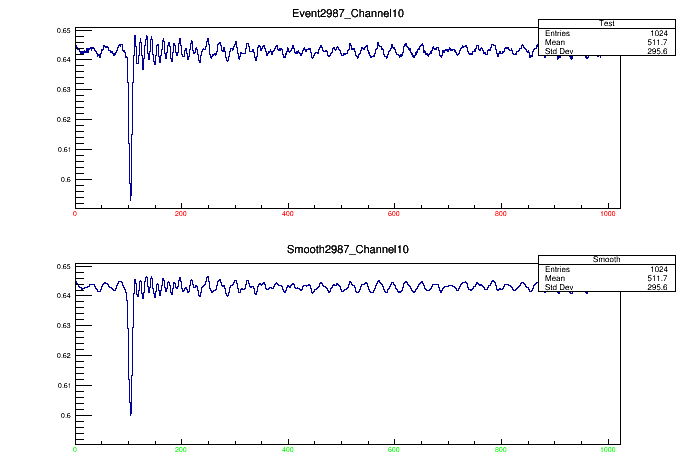 Event2987_Channel10
Test
Entries 1024
Mean 511.7
Std Dev 295.6
0.65
0.64
0.63
0.62
0.61
0.6
0 200 400 600 800 1000
Smooth2987_Channel10
Smooth
Entries 1024
Mean 511.7
Std Dev 295.6
0.65
0.64
0.63
0.62
0.61
0.6
0 200 400 600 800 1000